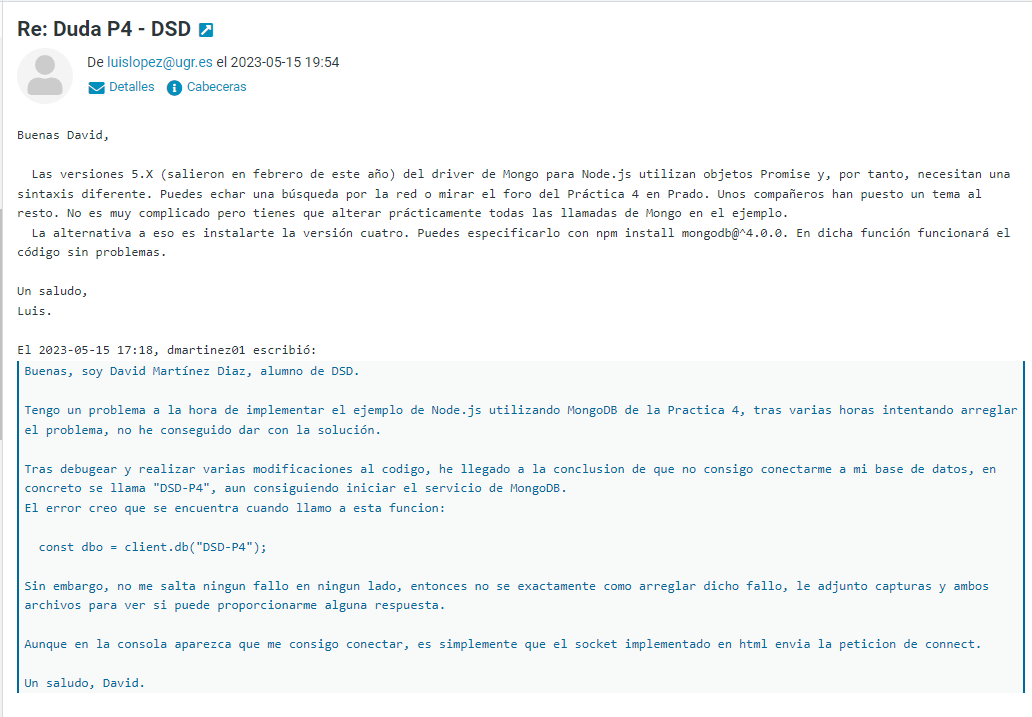 Re: Duda P4 - DSD
De luislopez@ugr.es el 2023-05-15 19:54
Detalles Cabeceras
Buenas David,
Las versiones 5.X (salieron en febrero de este año) del driver de Mongo para Node.js utilizan objetos Promise y, por tanto, necesitan una
sintaxis diferente. Puedes echar una búsqueda por la red o mirar el foro del Práctica 4 en Prado. Unos compañeros han puesto un tema al
resto. No es muy complicado pero tienes que alterar prácticamente todas las llamadas de Mongo en el ejemplo.
La alternativa a eso es instalarte la versión cuatro. Puedes especificarlo con npm install mongodb@^4.0.0. En dicha función funcionará el
código sin problemas.
Un saludo,
Luis.
El 2023-05-15 17:18, dmartinez01 escribió:
Buenas, soy David Martínez Diaz, alumno de DSD.
Tengo un problema a la hora de implementar el ejemplo de Node.js utilizando MongoDB de la Practica 4, tras varias horas intentando arreglar
el problema, no he conseguido dar con la solución.
Tras debugear y realizar varias modificaciones al codigo, he llegado a la conclusion de que no consigo conectarme a mi base de datos, en
concreto se llama "DSD-P4", aun consiguiendo iniciar el servicio de MongoDB.
El error creo que se encuentra cuando llamo a esta funcion:
const dbo = client.db("DSD-P4");
Sin embargo, no me salta ningun fallo en ningun lado, entonces no se exactamente como arreglar dicho fallo, le adjunto capturas y ambos
archivos para ver si puede proporcionarme alguna respuesta.
Aunque en la consola aparezca que me consigo conectar, es simplemente que el socket implementado en html envia la peticion de connect.
Un saludo, David.